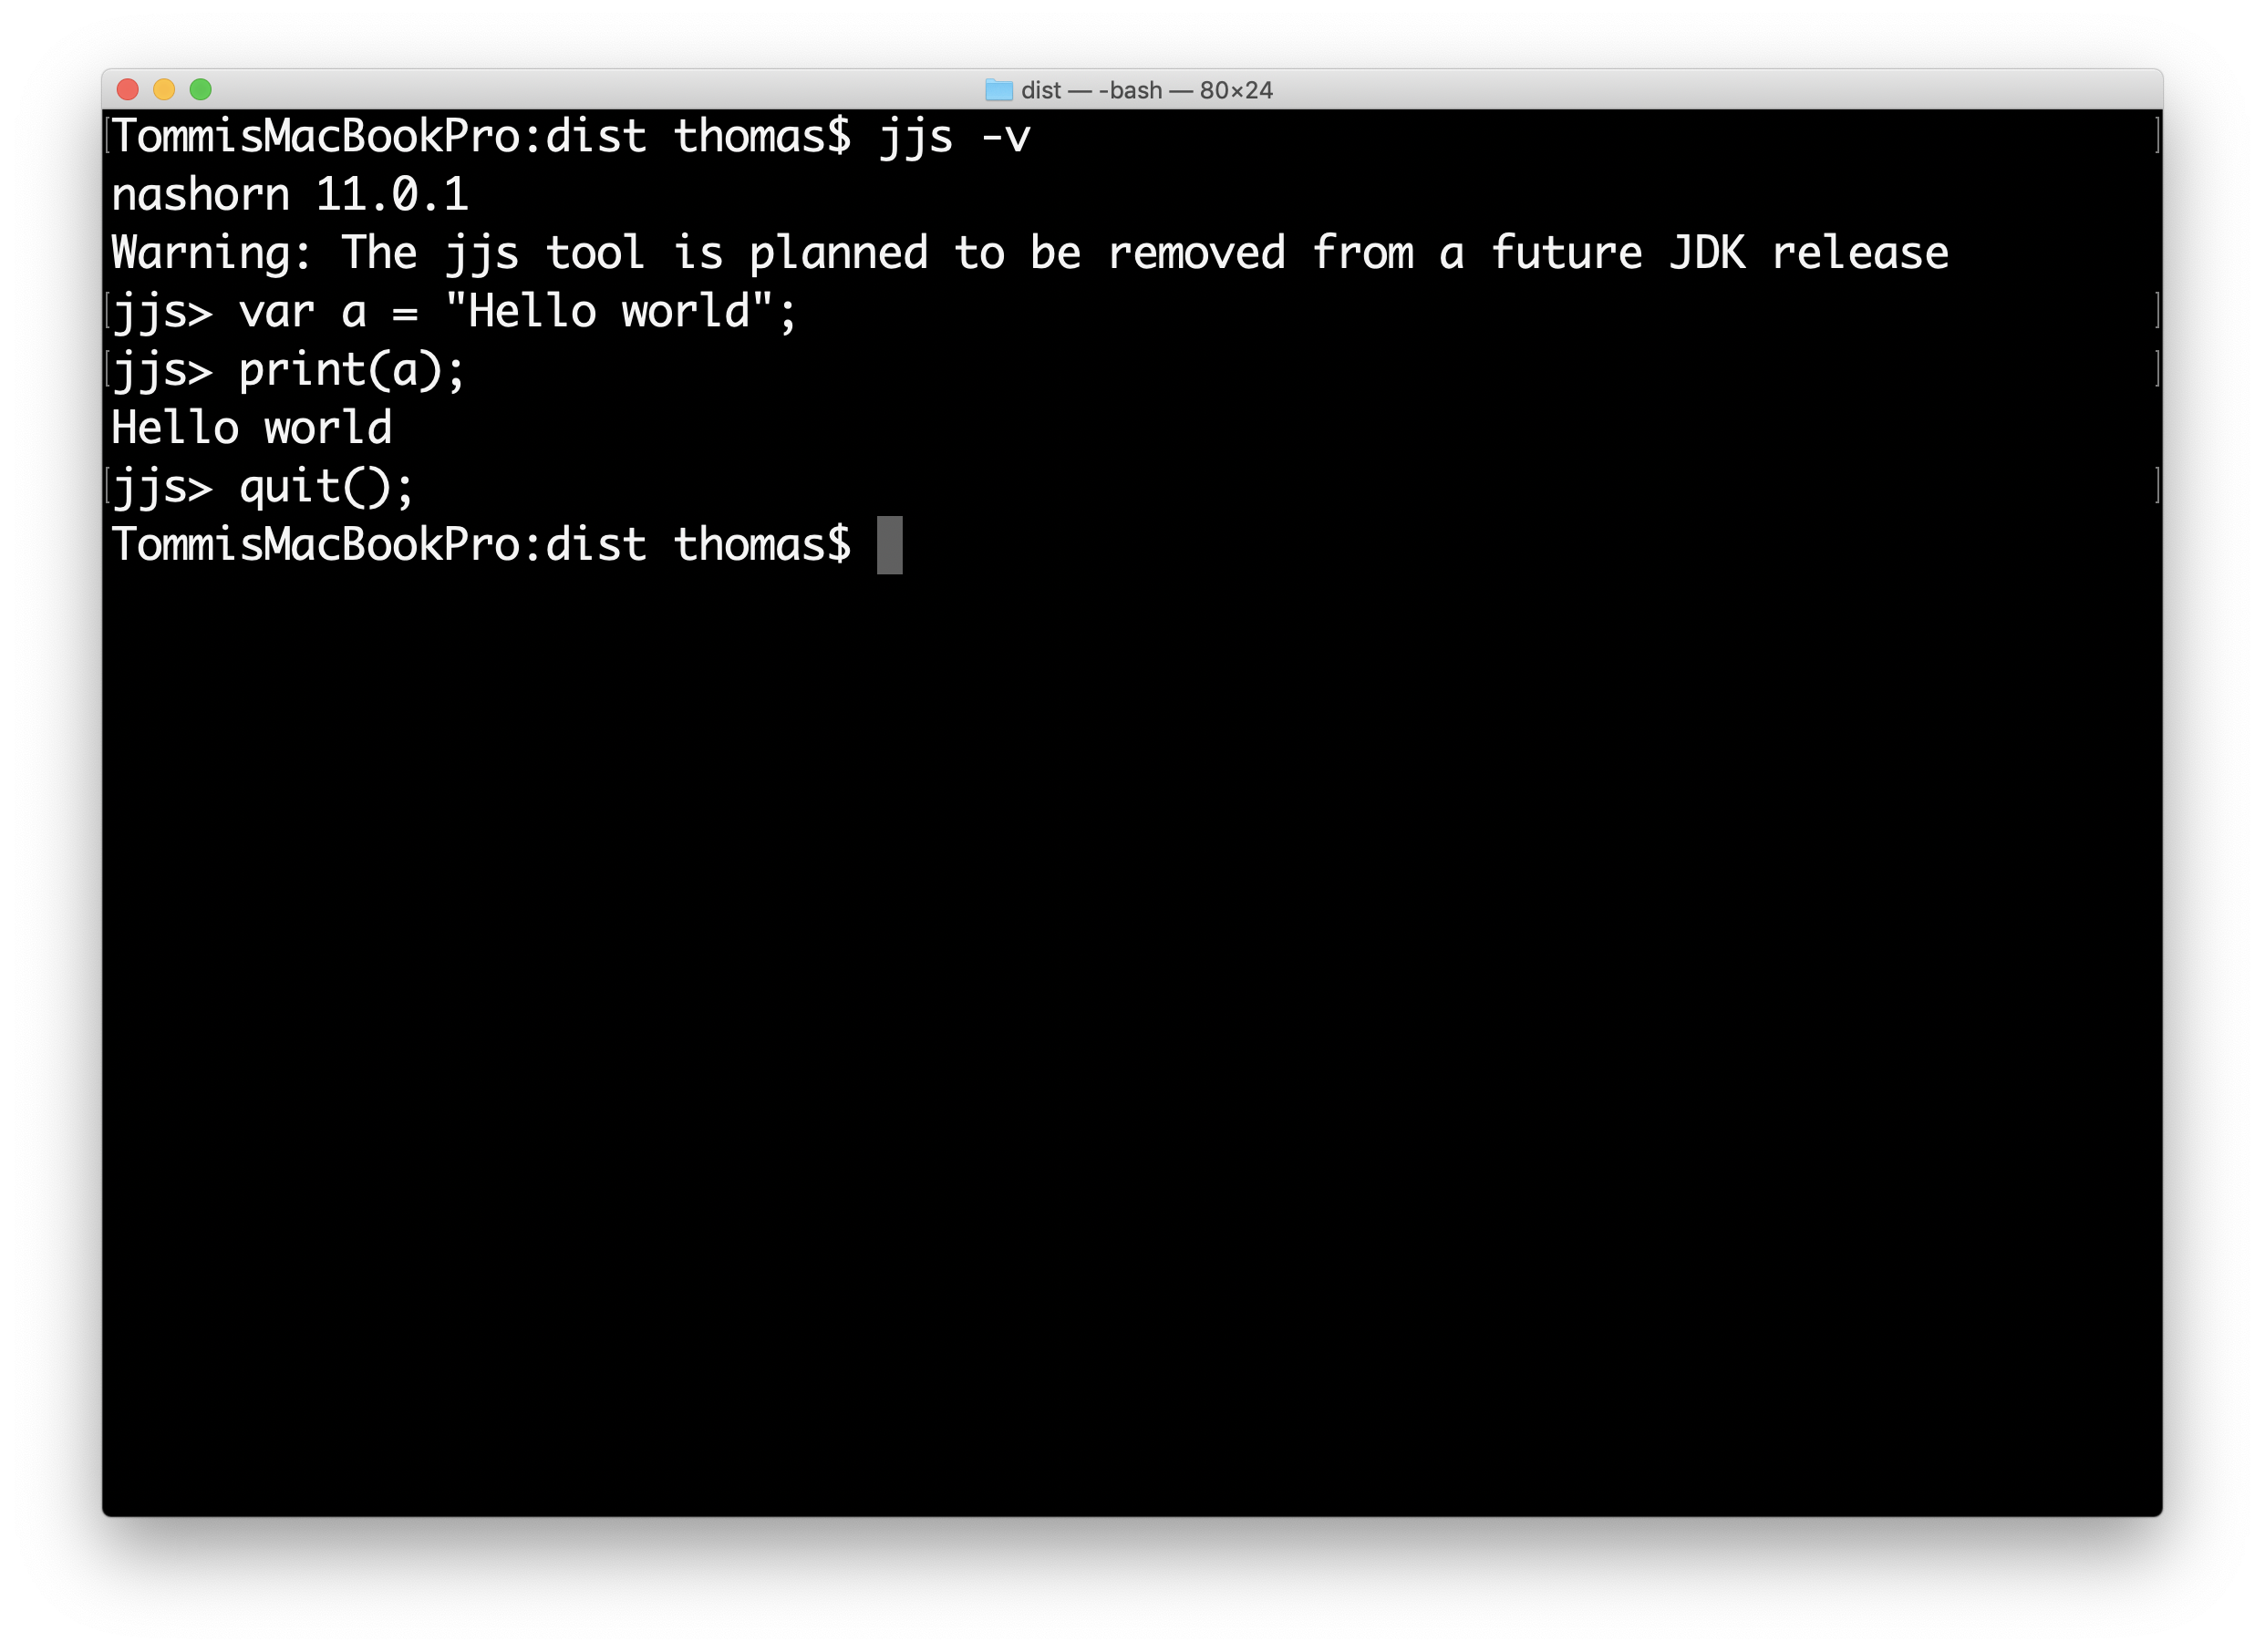 dist — -bash — 80×24
TommisMacBookPro:dist thomas$ jjs -v
nashorn 11.0.1
Warning: The jjs tool is planned to be removed from a future JDK release
jjs> var a = "Hello world";
jjs> print(a);
Hello world
jjs> quit();
TommisMacBookPro:dist thomas$